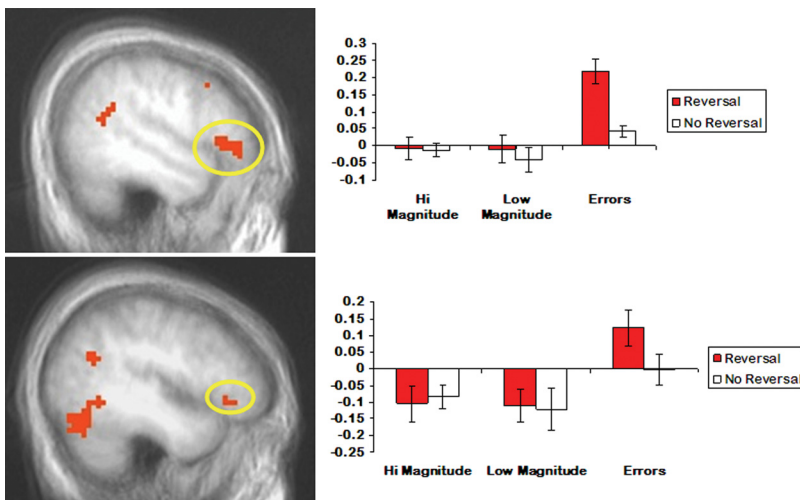 0.3
0.25
0.2
0.15
0.1
0.05
0
-0.05
-0.1
Hi Magnitude
Low Magnitude
Errors
Reversal
No Reversal
0.2
0.15
0.1
0.05
0
-0.05
-0.1
-0.15
-0.2
-0.25
Hi Magnitude Low Magnitude Errors
Reversal
No Reversal